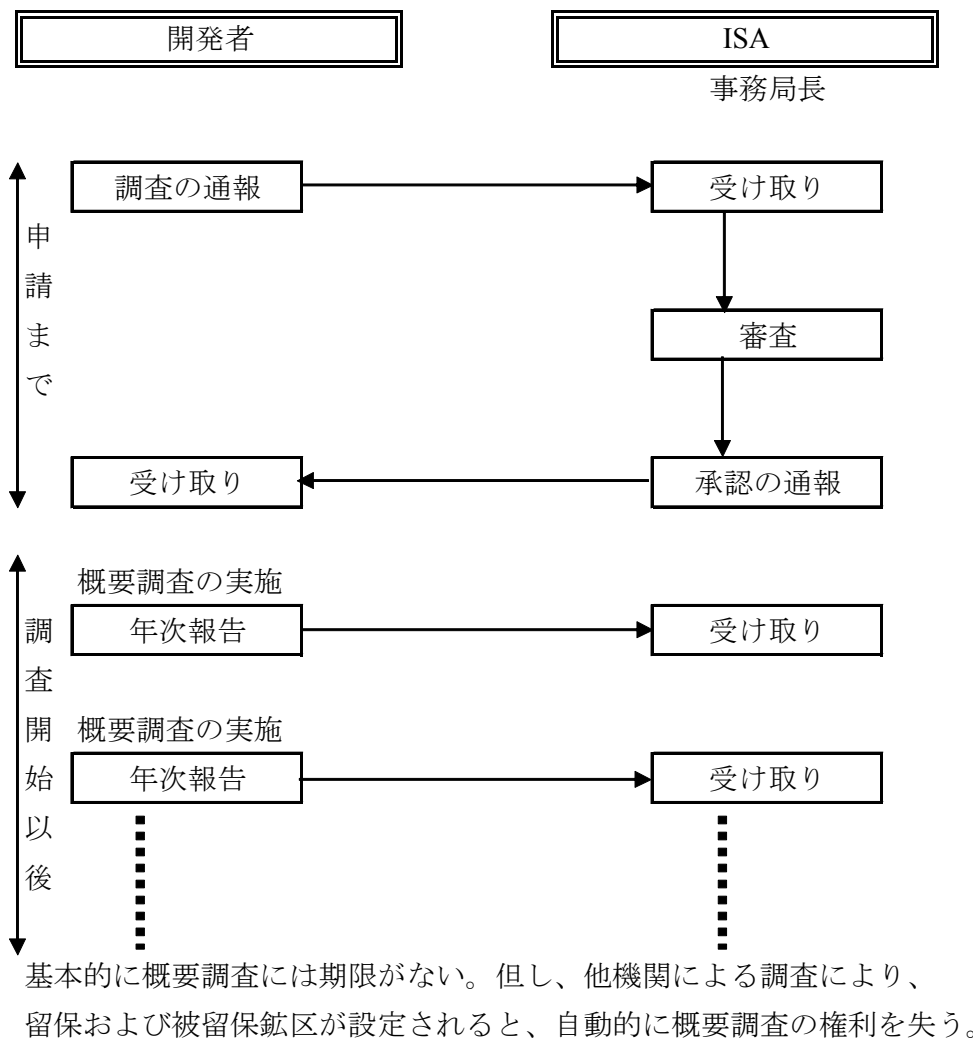 開発者
ISA
事務局長
調査の通報
受け取り
申請まで
審査
受け取り
承認の通報
概要調査の実施
年次報告
受け取り
調査開始以後
概要調査の実施
年次報告
受け取り
基本的に概要調査には期限がない。但し、他機関による調査により、
留保および被留保鉱区が設定されると、自動的に概要調査の権利を失う。